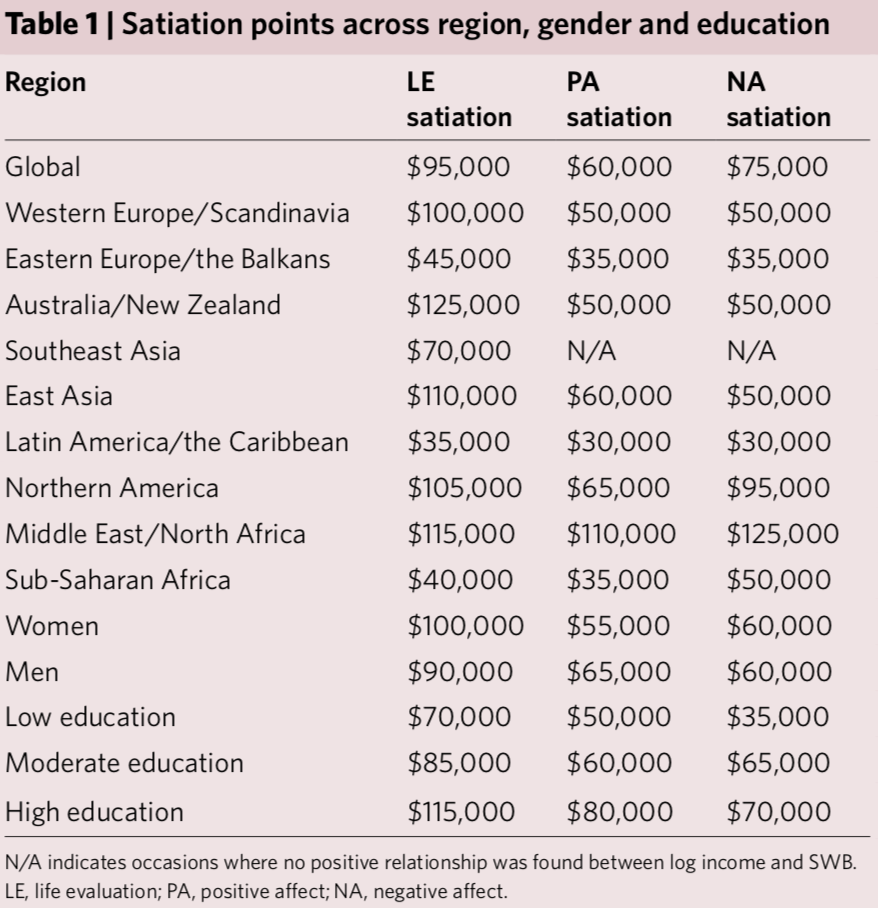 Table 1 | Satiation points across region, gender and education
Region LE satiation PA satiation NA satiation
Global $95,000 $60,000 $75,000
Western Europe/Scandinavia $100,000 $50,000 $50,000
Eastern Europe/the Balkans $45,000 $35,000 $35,000
Australia/New Zealand $125,000 $50,000 $50,000
Southeast Asia $70,000 N/A N/A
East Asia $110,000 $60,000 $50,000
Latin America/the Caribbean $35,000 $30,000 $30,000
Northern America $105,000 $65,000 $95,000
Middle East/North Africa $115,000 $110,000 $125,000
Sub-Saharan Africa $40,000 $35,000 $50,000
Women $100,000 $55,000 $60,000
Men $90,000 $65,000 $60,000
Low education $70,000 $50,000 $35,000
Moderate education $85,000 $60,000 $65,000
High education $115,000 $80,000 $70,000
N/A indicates occasions where no positive relationship was found between log income and SWB.
LE, life evaluation; PA, positive affect; NA, negative affect.